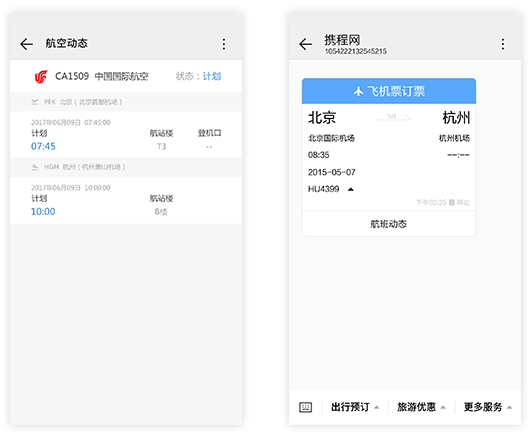 航空动态
CA1509 中国国际航空 状态：计划
PEK 北京（北京首都机场）
2017年06月09日 07:45:00
计划 航站楼 登机口
07:45 T3 --
HGH 杭州（杭州萧山机场）
2017年06月09日 10:00:00
计划 航站楼
10:00 B楼
携程网
1054222132545215
飞机票订票
北京 杭州
北京国际机场 杭州机场
08:35 --:--
2015-05-07
HU4399
下午03:35 移动
航班动态
出行预订 旅游优惠 更多服务